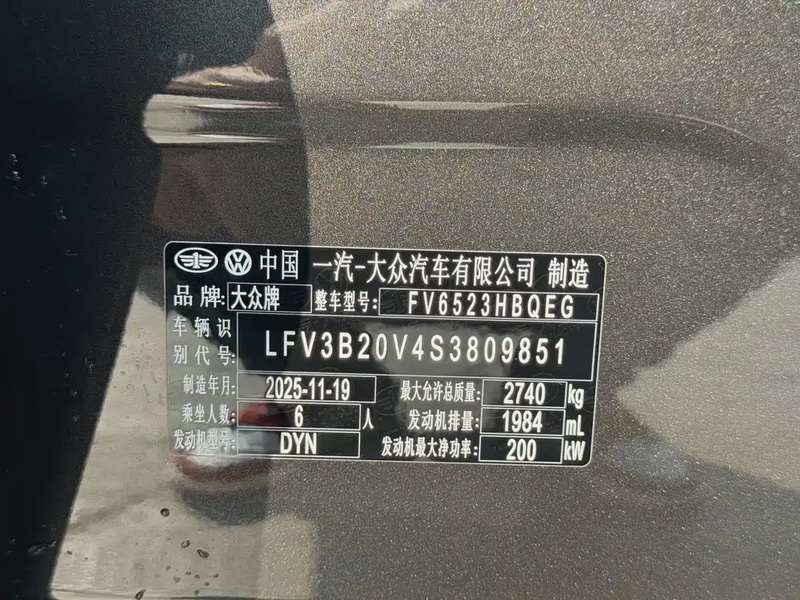 中国 一汽-大众汽车有限公司 制造
品牌: 大众牌 整车型号: FV6523HBQEG
车辆识别代号: LFV3B20V4S3809851
制造年月: 2025-11-19 最大允许总质量: 2740 kg
乘坐人数: 6 人 发动机排量: 1984 mL
发动机型号: DYN 发动机最大净功率: 200 kW